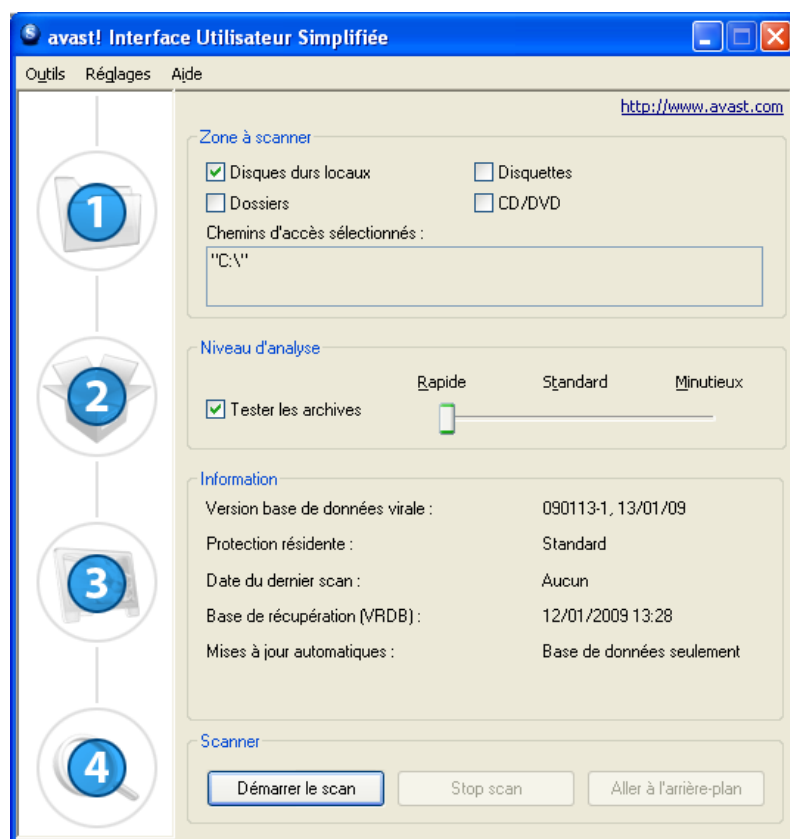 avast! Interface Utilisateur Simplifiée
Outils Réglages Aide
http://www.avast.com
1
Zone à scanner
Disques durs locaux Disquettes
Dossiers CD/DVD
Chemins d'accès sélectionnés :
"C:\"
2
Niveau d'analyse
Rapide Standard Minutieux
Tester les archives
3
Information
Version base de données virale : 090113-1, 13/01/09
Protection résidente : Standard
Date du dernier scan : Aucun
Base de récupération (VRDB) : 12/01/2009 13:28
Mises à jour automatiques : Base de données seulement
4
Scanner
Démarrer le scan Stop scan Aller à l'arrière-plan